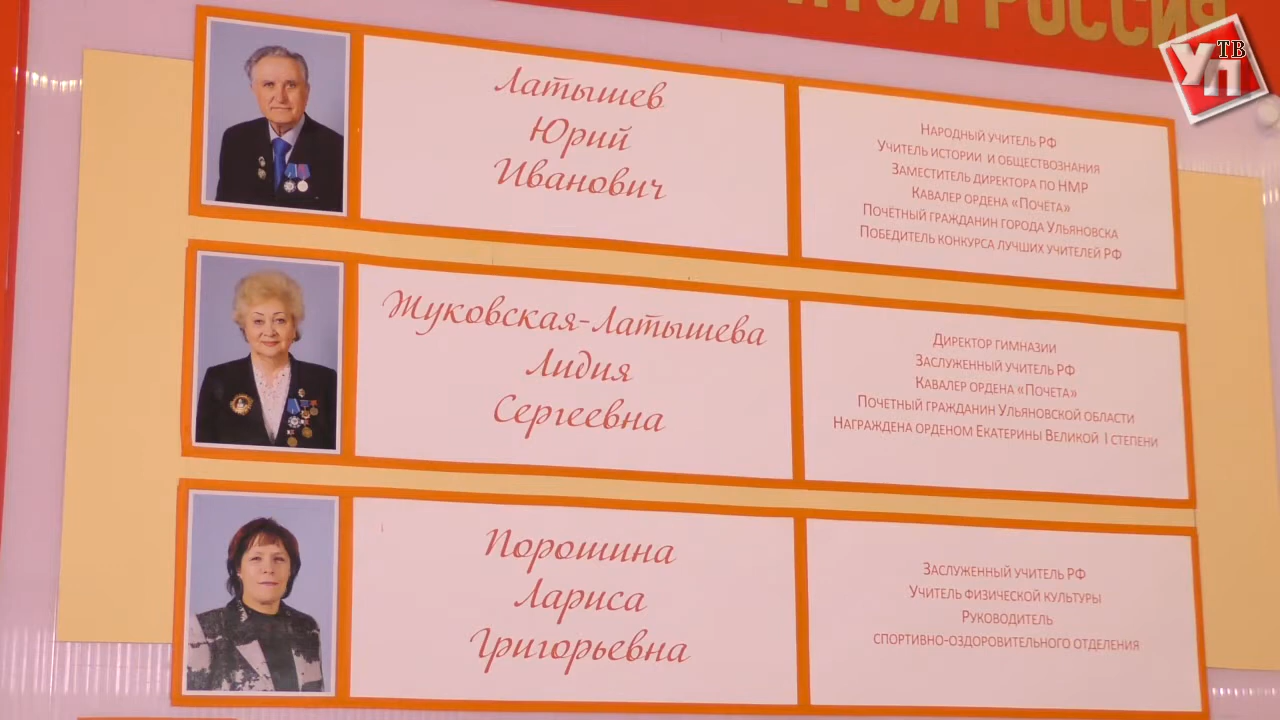 РОССИЯ
УП ТВ
Латышев
Юрий
Иванович
Народный учитель РФ
Учитель истории и обществознания
Заместитель директора по НМР
Кавалер ордена «Почёта»
Почётный гражданин города Ульяновска
Победитель конкурса лучших учителей РФ
Жуковская-Латышева
Лидия
Сергеевна
Директор гимназии
Заслуженный учитель РФ
Кавалер ордена «Почета»
Почетный гражданин Ульяновской области
Награждена орденом Екатерины Великой I степени
Порошина
Лариса
Григорьевна
Заслуженный учитель РФ
Учитель физической культуры
Руководитель
спортивно-оздоровительного отделения